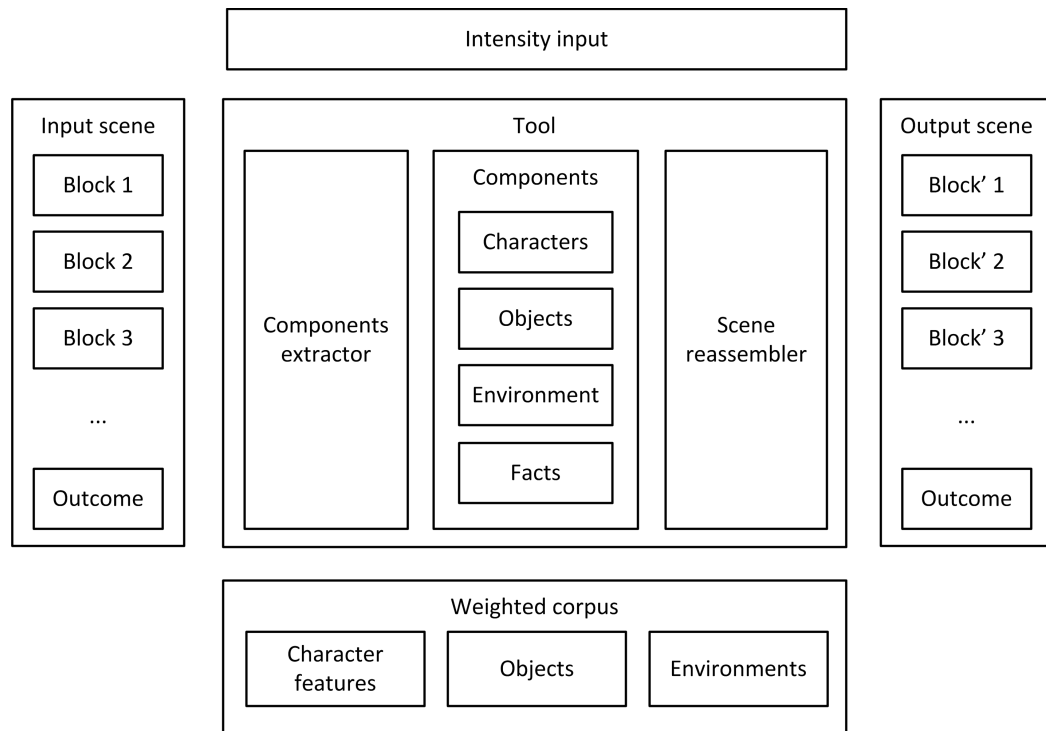 Intensity input
Input scene
Block 1
Block 2
Block 3
...
Outcome
Tool
Components
extractor
Components
Characters
Objects
Environment
Facts
Scene
reassembler
Output scene
Block’ 1
Block’ 2
Block’ 3
...
Outcome
Weighted corpus
Character
features
Objects
Environments